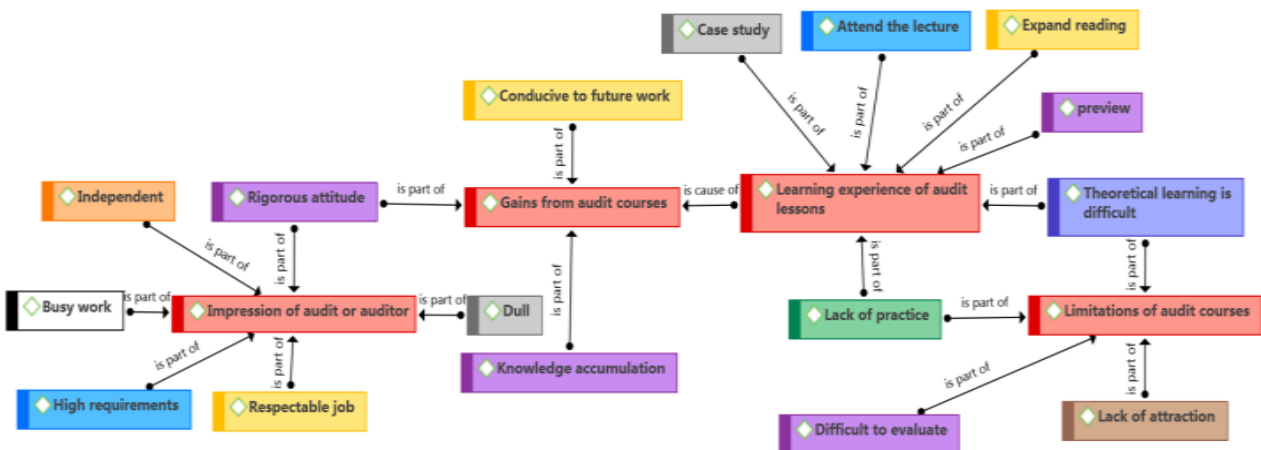 Case study
Attend the lecture
Expand reading
Conducive to future work
preview
is part of
is part of
is part of
is part of
is part of
Independent
Rigorous attitude
is part of
Gains from audit courses
is cause of
Learning experience of audit
lessons
is part of
Theoretical learning is
difficult
is part of
is part of
is part of
is part of
Busy work
is part of
Impression of audit or auditor
is part of
Dull
is part of
Lack of practice
is part of
Limitations of audit courses
is part of
is part of
Knowledge accumulation
is part of
is part of
High requirements
Respectable job
Difficult to evaluate
Lack of attraction